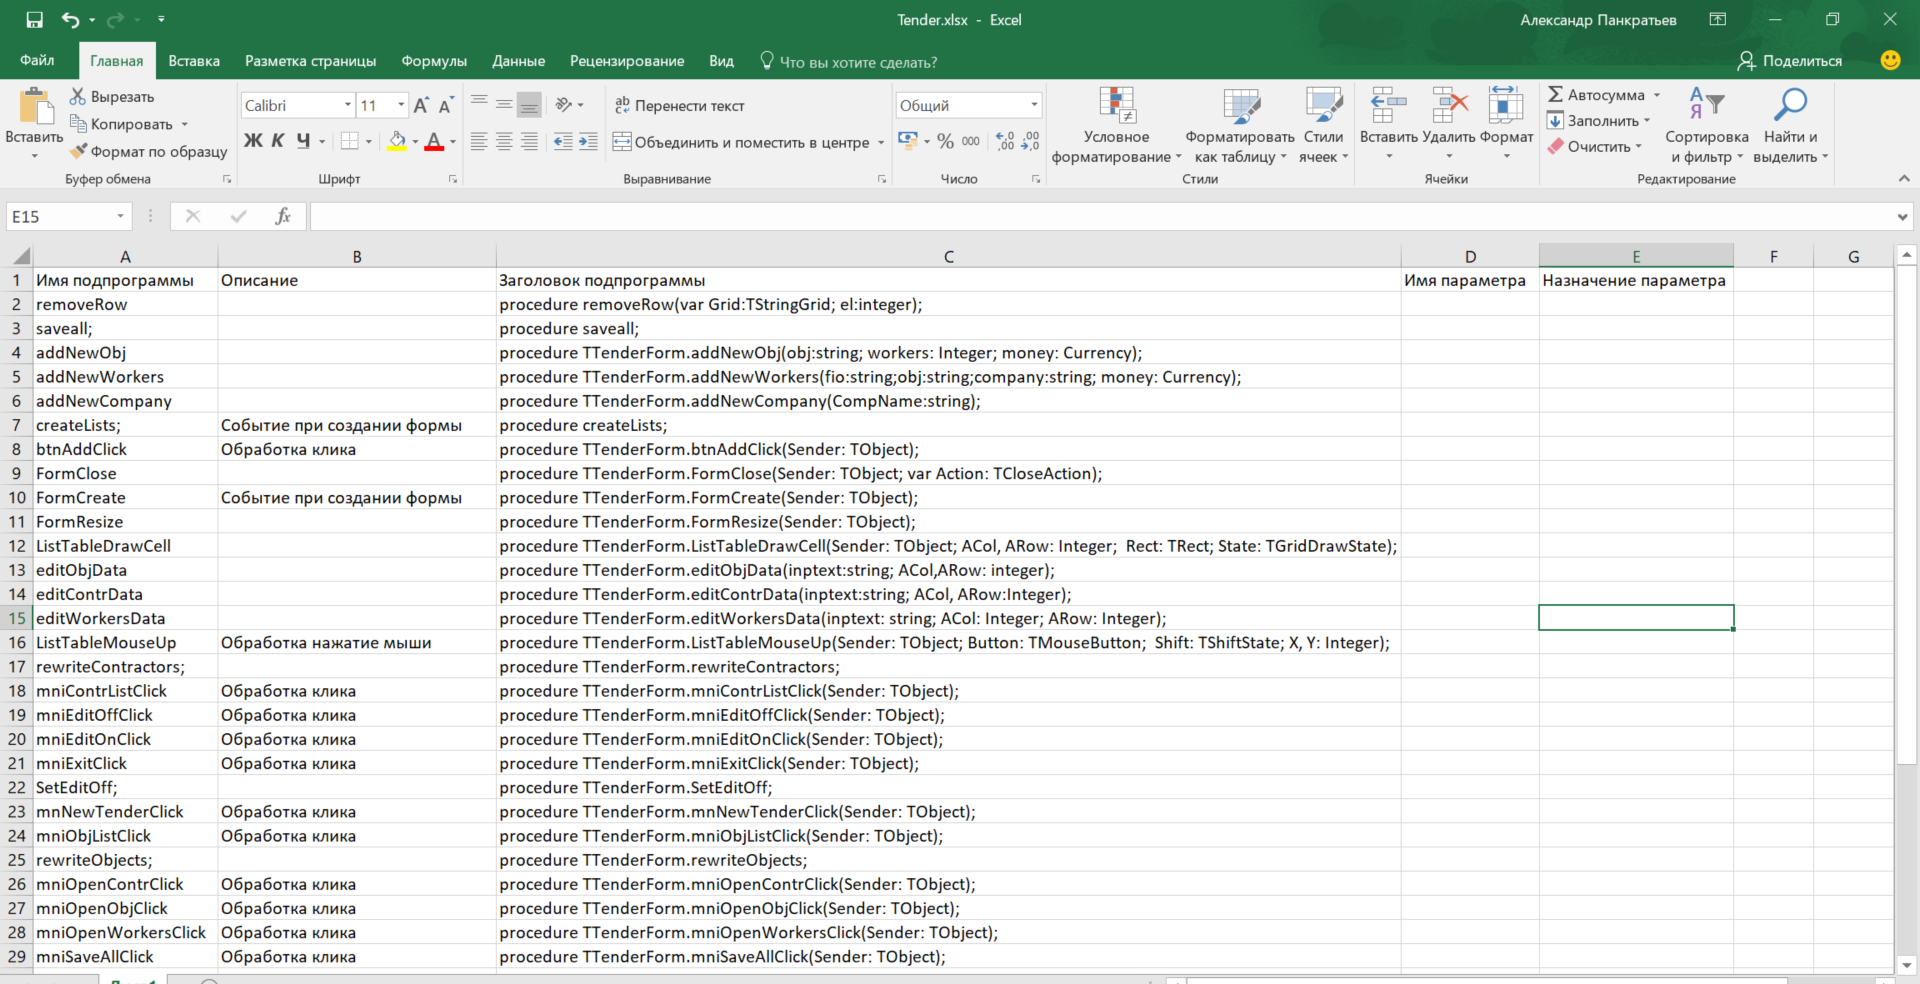 Tender.xlsx - Excel
Александр Панкратьев
Файл Главная Вставка Разметка страницы Формулы Данные Рецензирование Вид Что вы хотите сделать? Поделиться
Вставить
Вырезать
Копировать
Формат по образцу
Буфер обмена
Calibri 11
Ж К Ч
Шрифт
Перенести текст
Объединить и поместить в центре
Выравнивание
Общий
% 000
Число
Условное форматирование
Форматировать как таблицу
Стили ячеек
Стили
Вставить Удалить Формат
Ячейки
Автосумма
Заполнить
Очистить
Сортировка и фильтр
Найти и выделить
Редактирование
E15 fx
A B C D E F G
1 Имя подпрограммы Описание Заголовок подпрограммы Имя параметра Назначение параметра
2 removeRow procedure removeRow(var Grid:TStringGrid; el:integer);
3 saveall; procedure saveall;
4 addNewObj procedure TTenderForm.addNewObj(obj:string; workers: Integer; money: Currency);
5 addNewWorkers procedure TTenderForm.addNewWorkers(fio:string;obj:string;company:string; money: Currency);
6 addNewCompany procedure TTenderForm.addNewCompany(CompName:string);
7 createLists; Событие при создании формы procedure createLists;
8 btnAddClick Обработка клика procedure TTenderForm.btnAddClick(Sender: TObject);
9 FormClose procedure TTenderForm.FormClose(Sender: TObject; var Action: TCloseAction);
10 FormCreate Событие при создании формы procedure TTenderForm.FormCreate(Sender: TObject);
11 FormResize procedure TTenderForm.FormResize(Sender: TObject);
12 ListTableDrawCell procedure TTenderForm.ListTableDrawCell(Sender: TObject; ACol, ARow: Integer;  Rect: TRect; State: TGridDrawState);
13 editObjData procedure TTenderForm.editObjData(inptext:string; ACol,ARow: integer);
14 editContrData procedure TTenderForm.editContrData(inptext:string; ACol, ARow:Integer);
15 editWorkersData procedure TTenderForm.editWorkersData(inptext: string; ACol: Integer; ARow: Integer);
16 ListTableMouseUp Обработка нажатие мыши procedure TTenderForm.ListTableMouseUp(Sender: TObject; Button: TMouseButton;  Shift: TShiftState; X, Y: Integer);
17 rewriteContractors; procedure TTenderForm.rewriteContractors;
18 mniContrListClick Обработка клика procedure TTenderForm.mniContrListClick(Sender: TObject);
19 mniEditOffClick Обработка клика procedure TTenderForm.mniEditOffClick(Sender: TObject);
20 mniEditOnClick Обработка клика procedure TTenderForm.mniEditOnClick(Sender: TObject);
21 mniExitClick Обработка клика procedure TTenderForm.mniExitClick(Sender: TObject);
22 SetEditOff; procedure TTenderForm.SetEditOff;
23 mnNewTenderClick Обработка клика procedure TTenderForm.mnNewTenderClick(Sender: TObject);
24 mniObjListClick Обработка клика procedure TTenderForm.mniObjListClick(Sender: TObject);
25 rewriteObjects; procedure TTenderForm.rewriteObjects;
26 mniOpenContrClick Обработка клика procedure TTenderForm.mniOpenContrClick(Sender: TObject);
27 mniOpenObjClick Обработка клика procedure TTenderForm.mniOpenObjClick(Sender: TObject);
28 mniOpenWorkersClick Обработка клика procedure TTenderForm.mniOpenWorkersClick(Sender: TObject);
29 mniSaveAllClick Обработка клика procedure TTenderForm.mniSaveAllClick(Sender: TObject);